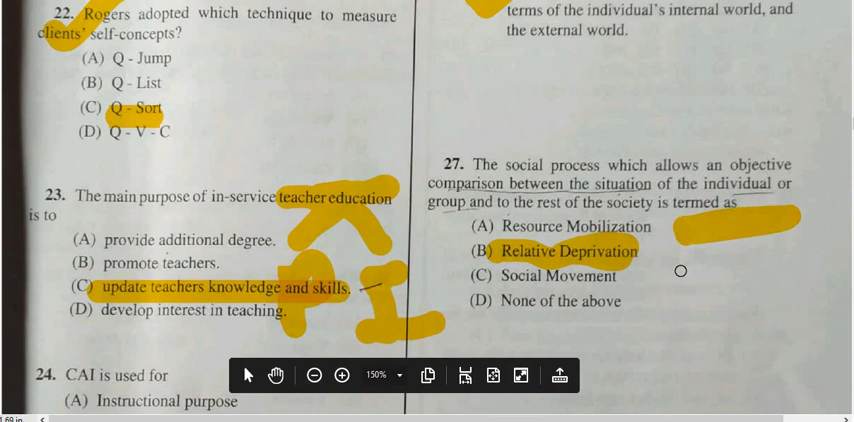 22. Rogers adopted which technique to measure
clients' self-concepts?
(A) Q - Jump
(B) Q - List
(C) Q - Sort
(D) Q - V - C
23. The main purpose of in-service teacher education
is to
(A) provide additional degree.
(B) promote teachers.
(C) update teachers knowledge and skills.
(D) develop interest in teaching.
24. CAI is used for
(A) Instructional purpose
terms of the individual's internal world, and
the external world.
27. The social process which allows an objective
comparison between the situation of the individual or
group and to the rest of the society is termed as
(A) Resource Mobilization
(B) Relative Deprivation
(C) Social Movement
(D) None of the above
150%
1.69 in